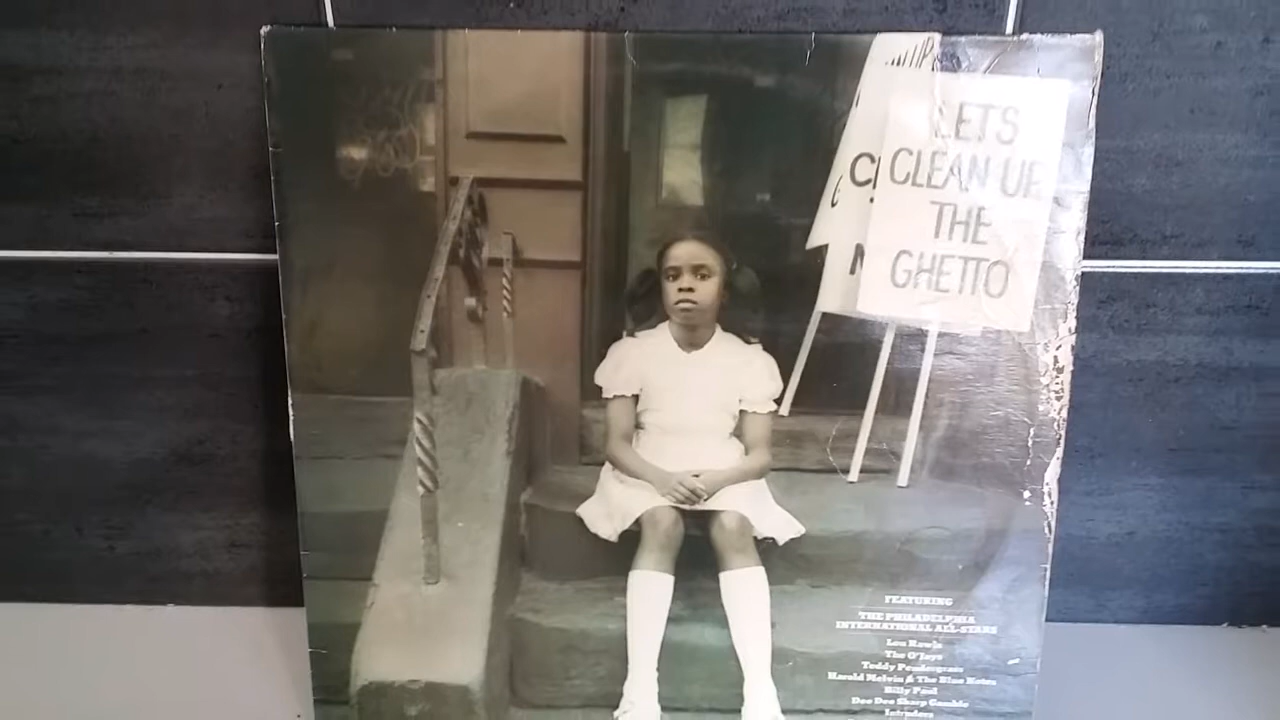 LETS
CLEAN UP
THE
GHETTO
FEATURING
THE PHILADELPHIA
INTERNATIONAL ALL-STARS
Lou Rawls
The O'Jays
Teddy Pendergrass
Harold Melvin & The Blue Notes
Billy Paul
Dee Dee Sharp Gamble
Intruders